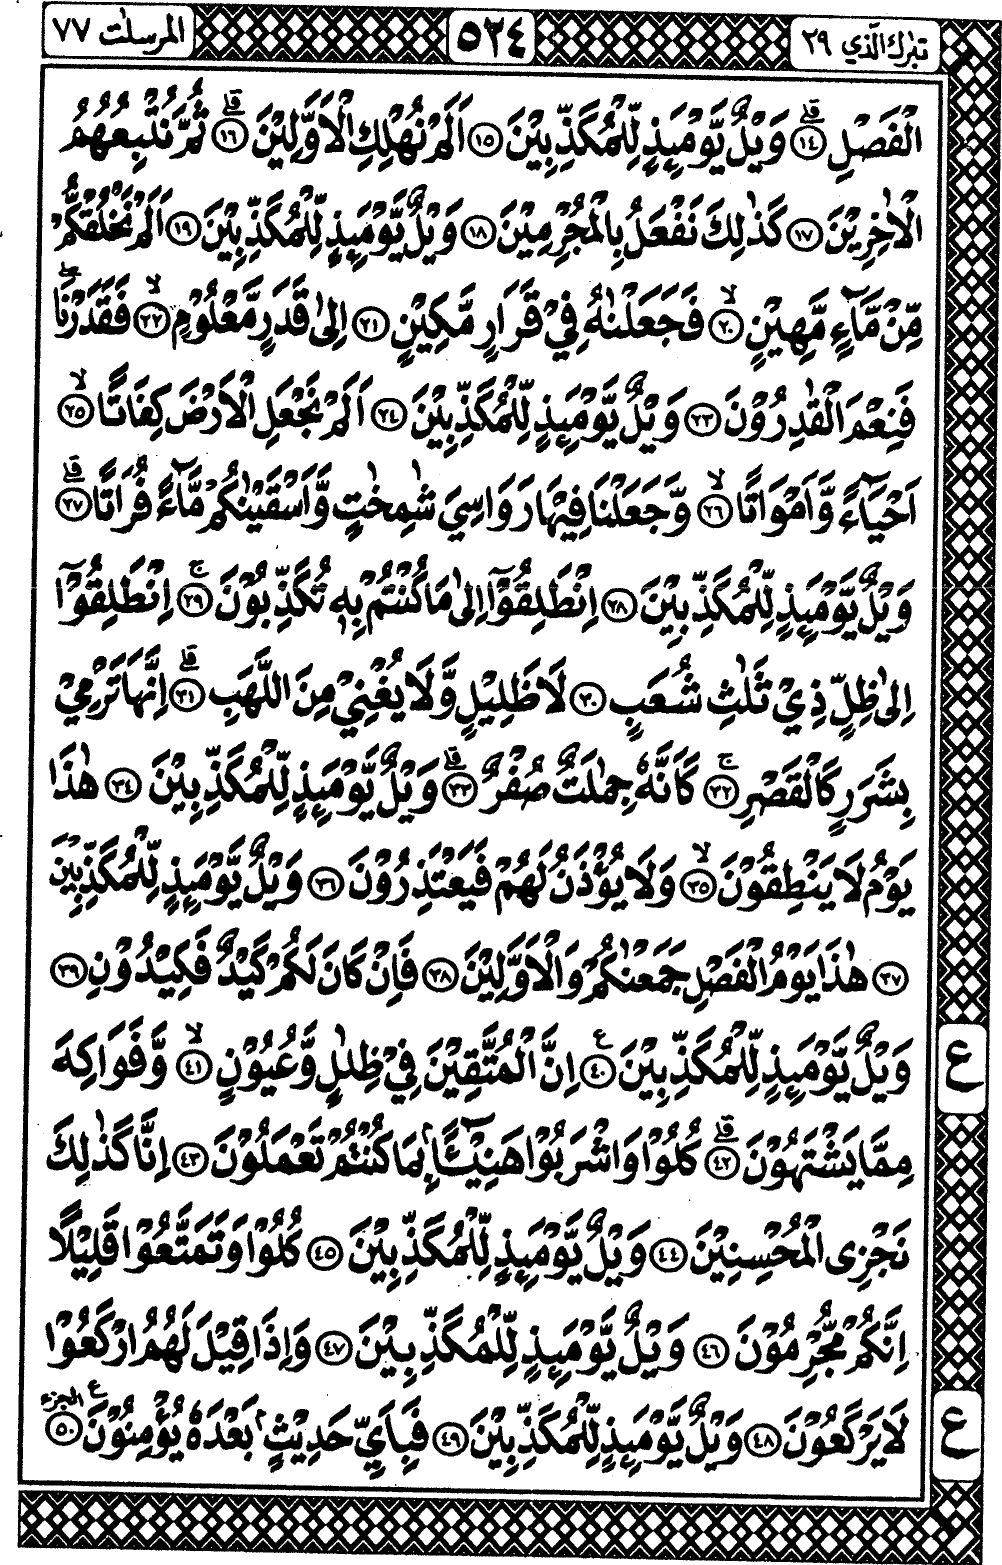 تبٰرك الّذي ٢٩ ٥٢٤ المرسلٰت ٧٧
الْفَصْلِ ﴿١٤﴾ؕ وَيْلٌ يَّوْمَىِٕذٍ لِّلْمُكَذِّبِيْنَ ﴿١٥﴾ اَلَمْ نُهْلِكِ الْاَوَّلِيْنَ ﴿١٦﴾ؕ ثُمَّ نُتْبِعُهُمُ
الْاٰخِرِيْنَ ﴿١٧﴾ كَذٰلِكَ نَفْعَلُ بِالْمُجْرِمِيْنَ ﴿١٨﴾ وَيْلٌ يَّوْمَىِٕذٍ لِّلْمُكَذِّبِيْنَ ﴿١٩﴾ اَلَمْ نَخْلُقْكُّمْ
مِّنْ مَّآءٍ مَّهِيْنٍ ﴿٢٠﴾ۙ فَجَعَلْنٰهُ فِيْ قَرَارٍ مَّكِيْنٍ ﴿٢١﴾ اِلٰى قَدَرٍ مَّعْلُوْمٍ ﴿٢٢﴾ۙ فَقَدَرْنَا ۖ
فَنِعْمَ الْقٰدِرُوْنَ ﴿٢٣﴾ وَيْلٌ يَّوْمَىِٕذٍ لِّلْمُكَذِّبِيْنَ ﴿٢٤﴾ اَلَمْ نَجْعَلِ الْاَرْضَ كِفَاتًا ﴿٢٥﴾ۙ
اَحْيَآءً وَّاَمْوَاتًا ﴿٢٦﴾ۙ وَّجَعَلْنَا فِيْهَا رَوَاسِيَ شٰمِخٰتٍ وَّاَسْقَيْنٰكُمْ مَّآءً فُرَاتًا ﴿٢٧﴾ؕ
وَيْلٌ يَّوْمَىِٕذٍ لِّلْمُكَذِّبِيْنَ ﴿٢٨﴾ اِنْطَلِقُوْٓا اِلٰى مَا كُنْتُمْ بِهٖ تُكَذِّبُوْنَ ﴿٢٩﴾ۚ اِنْطَلِقُوْٓا
اِلٰى ظِلٍّ ذِيْ ثَلٰثِ شُعَبٍ ﴿٣٠﴾ لَا ظَلِيْلٍ وَّلَا يُغْنِيْ مِنَ اللَّهَبِ ﴿٣١﴾ؕ اِنَّهَا تَرْمِيْ
بِشَرَرٍ كَالْقَصْرِ ﴿٣٢﴾ۚ كَاَنَّهٗ جِمٰلَتٌ صُفْرٌ ﴿٣٣﴾ؕ وَيْلٌ يَّوْمَىِٕذٍ لِّلْمُكَذِّبِيْنَ ﴿٣٤﴾ هٰذَا
يَوْمُ لَا يَنْطِقُوْنَ ﴿٣٥﴾ۙ وَلَا يُؤْذَنُ لَهُمْ فَيَعْتَذِرُوْنَ ﴿٣٦﴾ وَيْلٌ يَّوْمَىِٕذٍ لِّلْمُكَذِّبِيْنَ
﴿٣٧﴾ هٰذَا يَوْمُ الْفَصْلِ جَمَعْنٰكُمْ وَالْاَوَّلِيْنَ ﴿٣٨﴾ فَاِنْ كَانَ لَكُمْ كَيْدٌ فَكِيْدُوْنِ ﴿٣٩﴾
وَيْلٌ يَّوْمَىِٕذٍ لِّلْمُكَذِّبِيْنَ ﴿٤٠﴾ع اِنَّ الْمُتَّقِيْنَ فِيْ ظِلٰلٍ وَّعُيُوْنٍ ﴿٤١﴾ۙ وَّفَوَاكِهَ ع
مِمَّا يَشْتَهُوْنَ ﴿٤٢﴾ؕ كُلُوْا وَاشْرَبُوْا هَنِيْٓـًٔا بِمَا كُنْتُمْ تَعْمَلُوْنَ ﴿٤٣﴾ اِنَّا كَذٰلِكَ
نَجْزِى الْمُحْسِنِيْنَ ﴿٤٤﴾ وَيْلٌ يَّوْمَىِٕذٍ لِّلْمُكَذِّبِيْنَ ﴿٤٥﴾ كُلُوْا وَتَمَتَّعُوْا قَلِيْلًا
اِنَّكُمْ مُّجْرِمُوْنَ ﴿٤٦﴾ وَيْلٌ يَّوْمَىِٕذٍ لِّلْمُكَذِّبِيْنَ ﴿٤٧﴾ وَاِذَا قِيْلَ لَهُمُ ارْكَعُوْا
لَا يَرْكَعُوْنَ ﴿٤٨﴾ وَيْلٌ يَّوْمَىِٕذٍ لِّلْمُكَذِّبِيْنَ ﴿٤٩﴾ فَبِاَيِّ حَدِيْثٍۭ بَعْدَهٗ يُؤْمِنُوْنَ ﴿٥٠﴾ ع الجزء ع